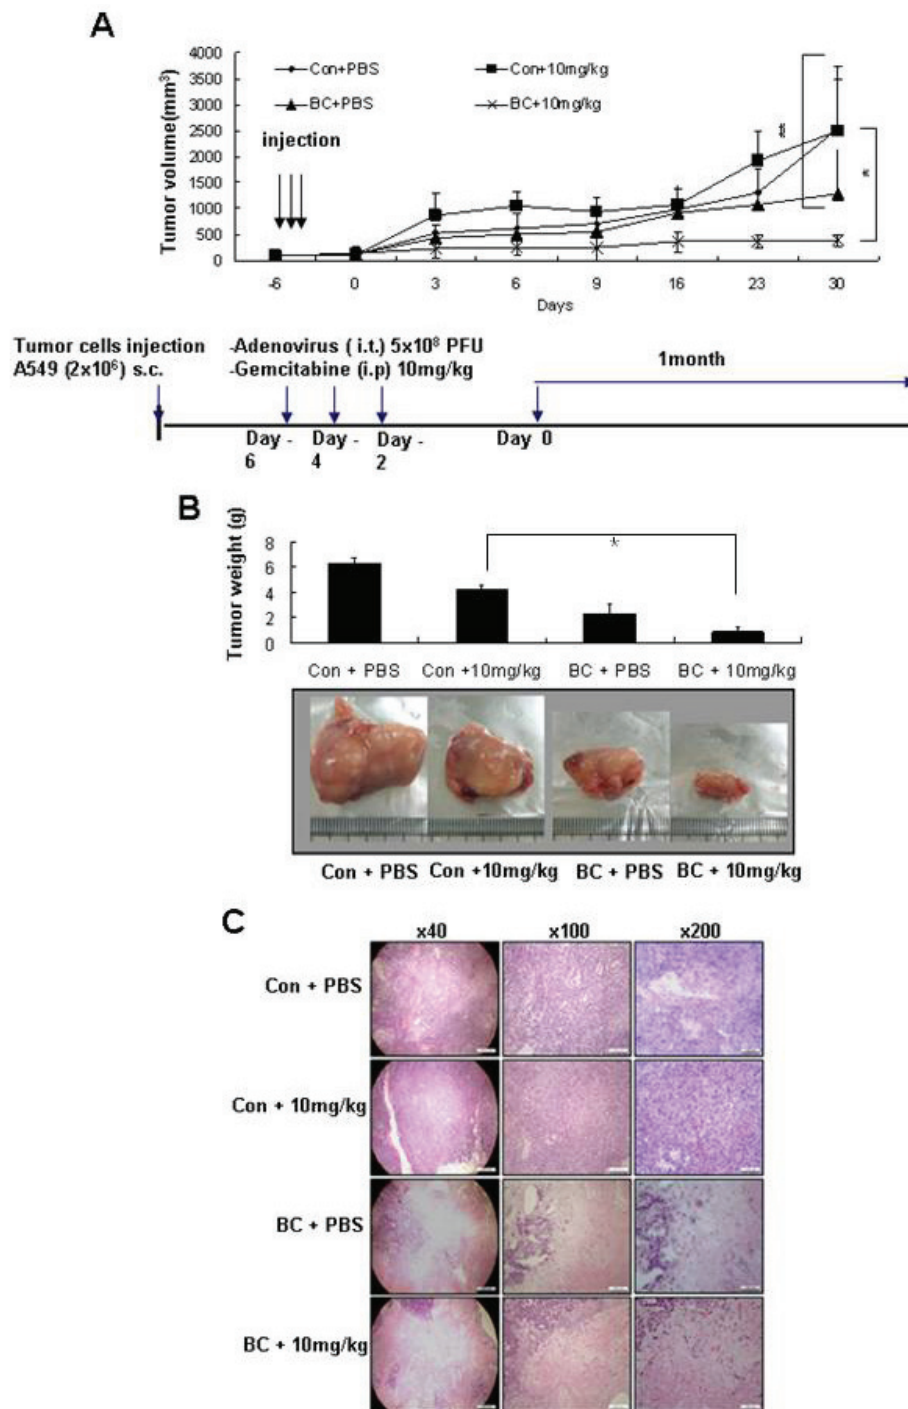 A
Tumor volume(mm³)
4000
3500
3000
2500
2000
1500
1000
500
0
Con+PBS
Con+10mg/kg
BC+PBS
BC+10mg/kg
injection
*
-6 0 3 6 9 16 23 30
Days
Tumor cells injection
A549 (2x10⁶) s.c.
-Adenovirus ( i.t.) 5x10⁸ PFU
-Gemcitabine (i.p) 10mg/kg
1month
Day -
6
Day -
4
Day -
2
Day 0
B
Tumor weight (g)
8
6
4
2
0
*
Con + PBS Con +10mg/kg BC + PBS BC + 10mg/kg
Con + PBS Con +10mg/kg BC + PBS BC + 10mg/kg
C
x40 x100 x200
Con + PBS
Con + 10mg/kg
BC + PBS
BC + 10mg/kg